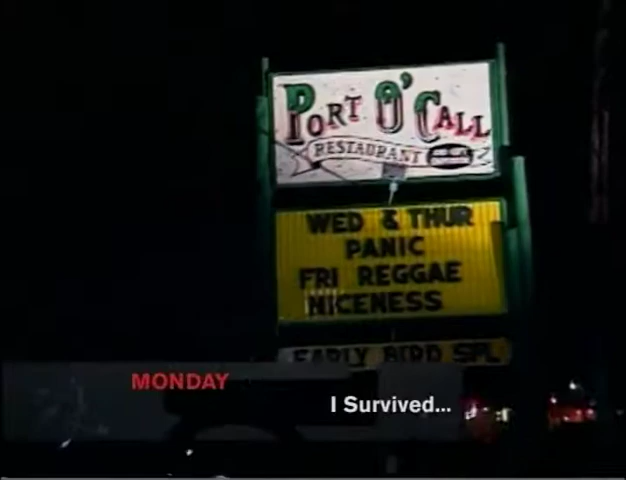 PORT O'CALL
RESTAURANT
WED & THUR
PANIC
FRI REGGAE
NICENESS
EARLY BIRD SPL
MONDAY
I Survived...